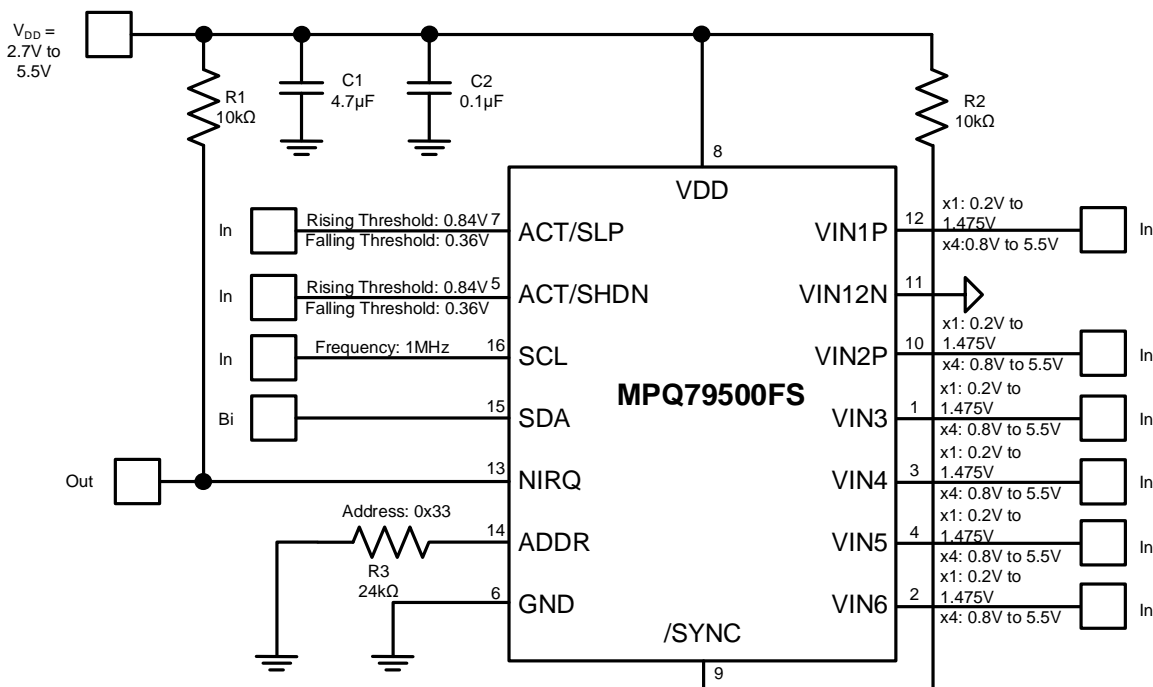 V_DD =
2.7V to
5.5V
R1
10kΩ
C1
4.7µF
C2
0.1µF
R2
10kΩ
8
VDD
In
Rising Threshold: 0.84V
Falling Threshold: 0.36V
7
ACT/SLP
In
Rising Threshold: 0.84V
Falling Threshold: 0.36V
5
ACT/SHDN
In
Frequency: 1MHz
16
SCL
Bi
15
SDA
Out
13
NIRQ
Address: 0x33
14
ADDR
R3
24kΩ
6
GND
MPQ79500FS
/SYNC
9
VIN1P
12
x1: 0.2V to
1.475V
x4:0.8V to 5.5V
In
VIN12N
11
VIN2P
10
x1: 0.2V to
1.475V
x4: 0.8V to 5.5V
In
VIN3
1
x1: 0.2V to
1.475V
x4: 0.8V to 5.5V
In
VIN4
3
x1: 0.2V to
1.475V
x4: 0.8V to 5.5V
In
VIN5
4
x1: 0.2V to
1.475V
x4: 0.8V to 5.5V
In
VIN6
2
x1: 0.2V to
1.475V
x4: 0.8V to 5.5V
In